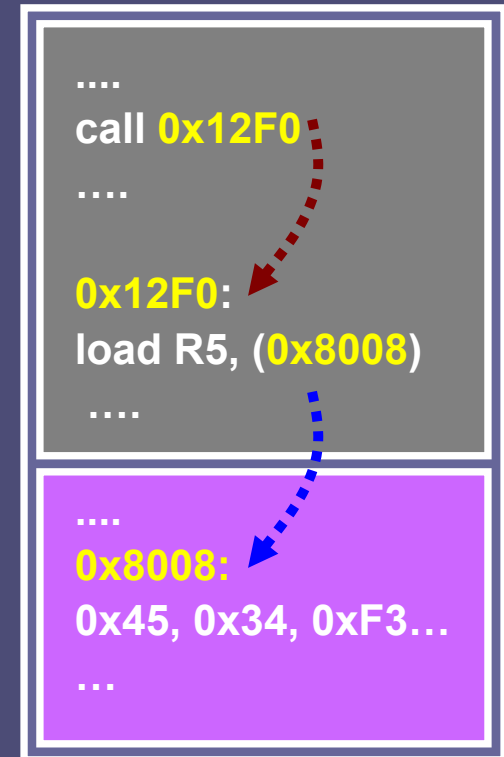 ....
call 0x12F0
....
0x12F0:
load R5, (0x8008)
....
....
0x8008:
0x45, 0x34, 0xF3…
…